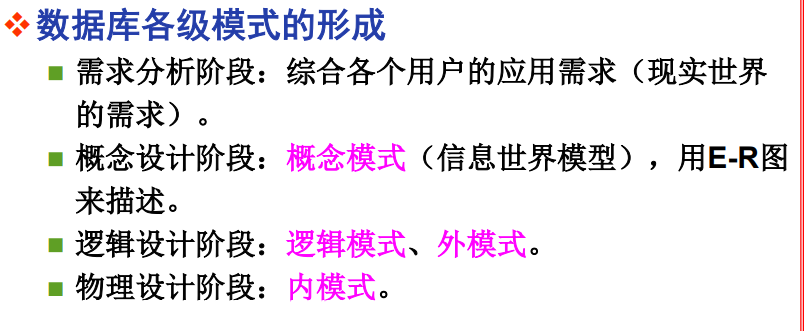 数据库各级模式的形成
需求分析阶段：综合各个用户的应用需求（现实世界
的需求）。
概念设计阶段：概念模式（信息世界模型），用E-R图
来描述。
逻辑设计阶段：逻辑模式、外模式。
物理设计阶段：内模式。